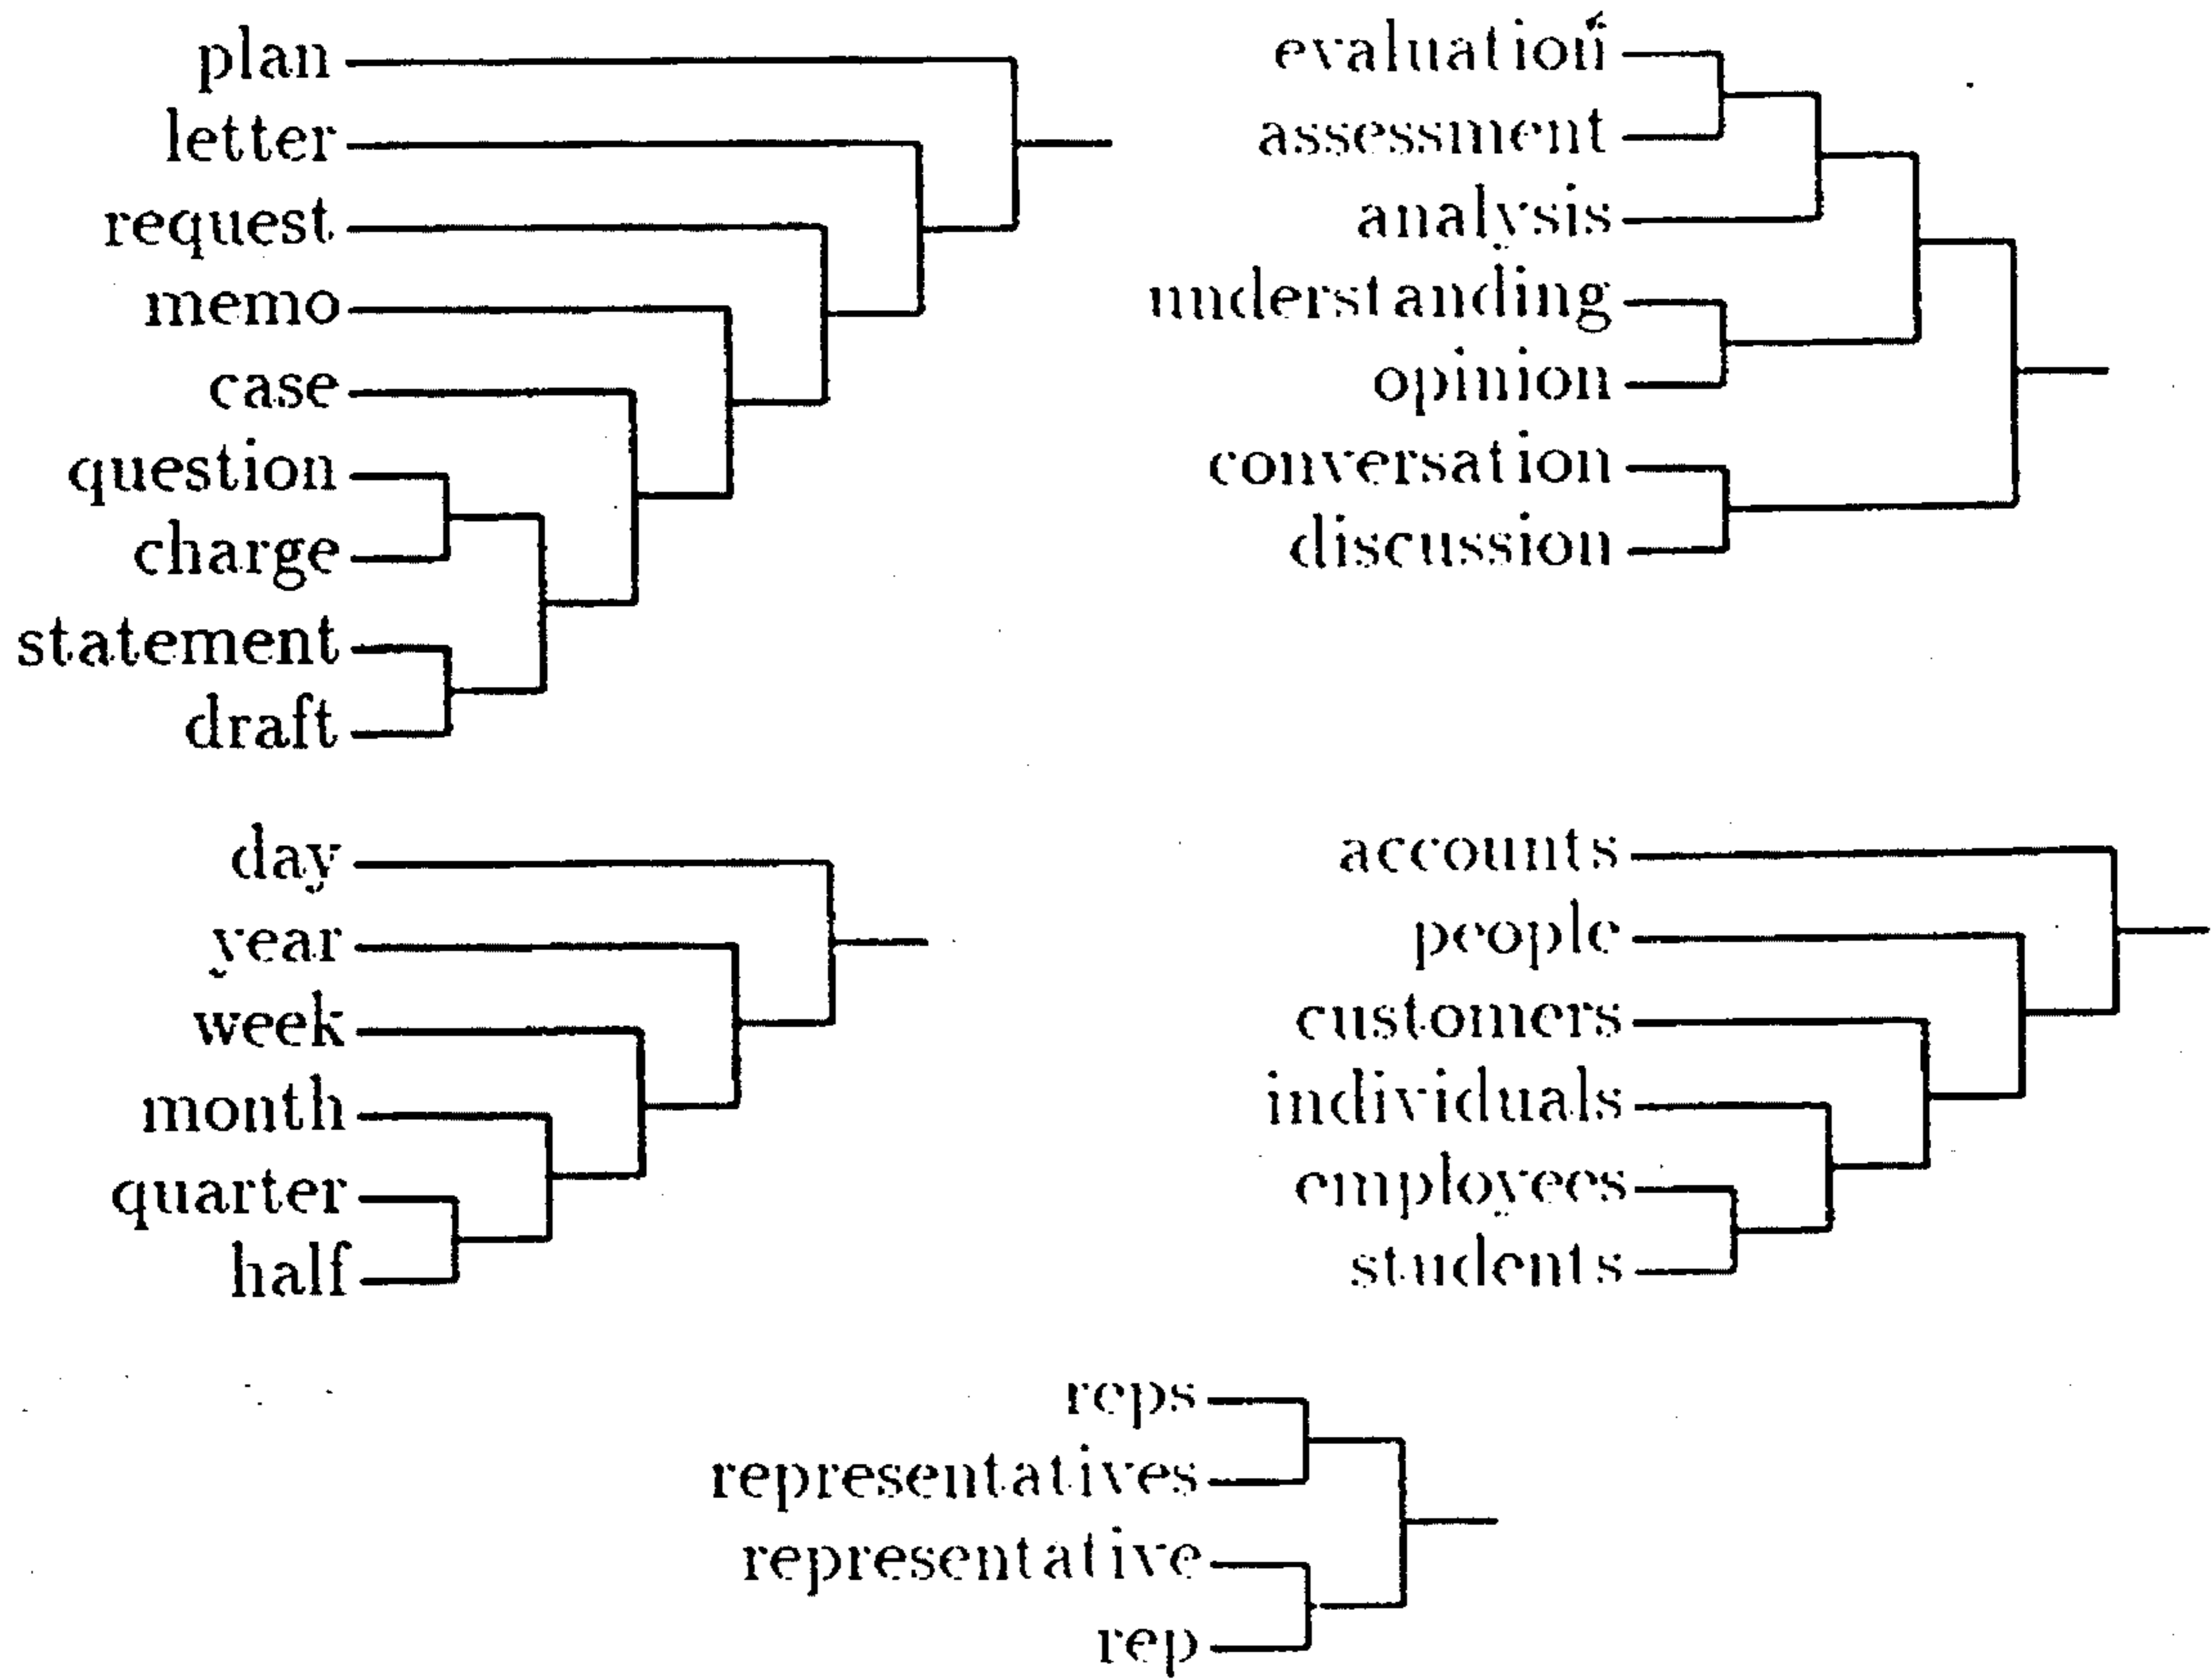 plan
letter
request
memo
case
question
charge
statement
draft
evaluation
assessment
analysis
understanding
opinion
conversation
discussion
day
year
week
month
quarter
half
accounts
people
customers
individuals
employees
students
reps
representatives
representative
rep